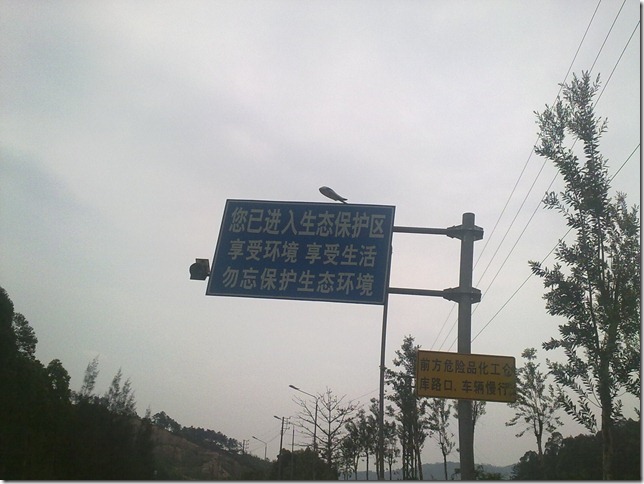 您已进入生态保护区
享受环境 享受生活
勿忘保护生态环境
前方危险品化工仓
库路口、车辆慢行